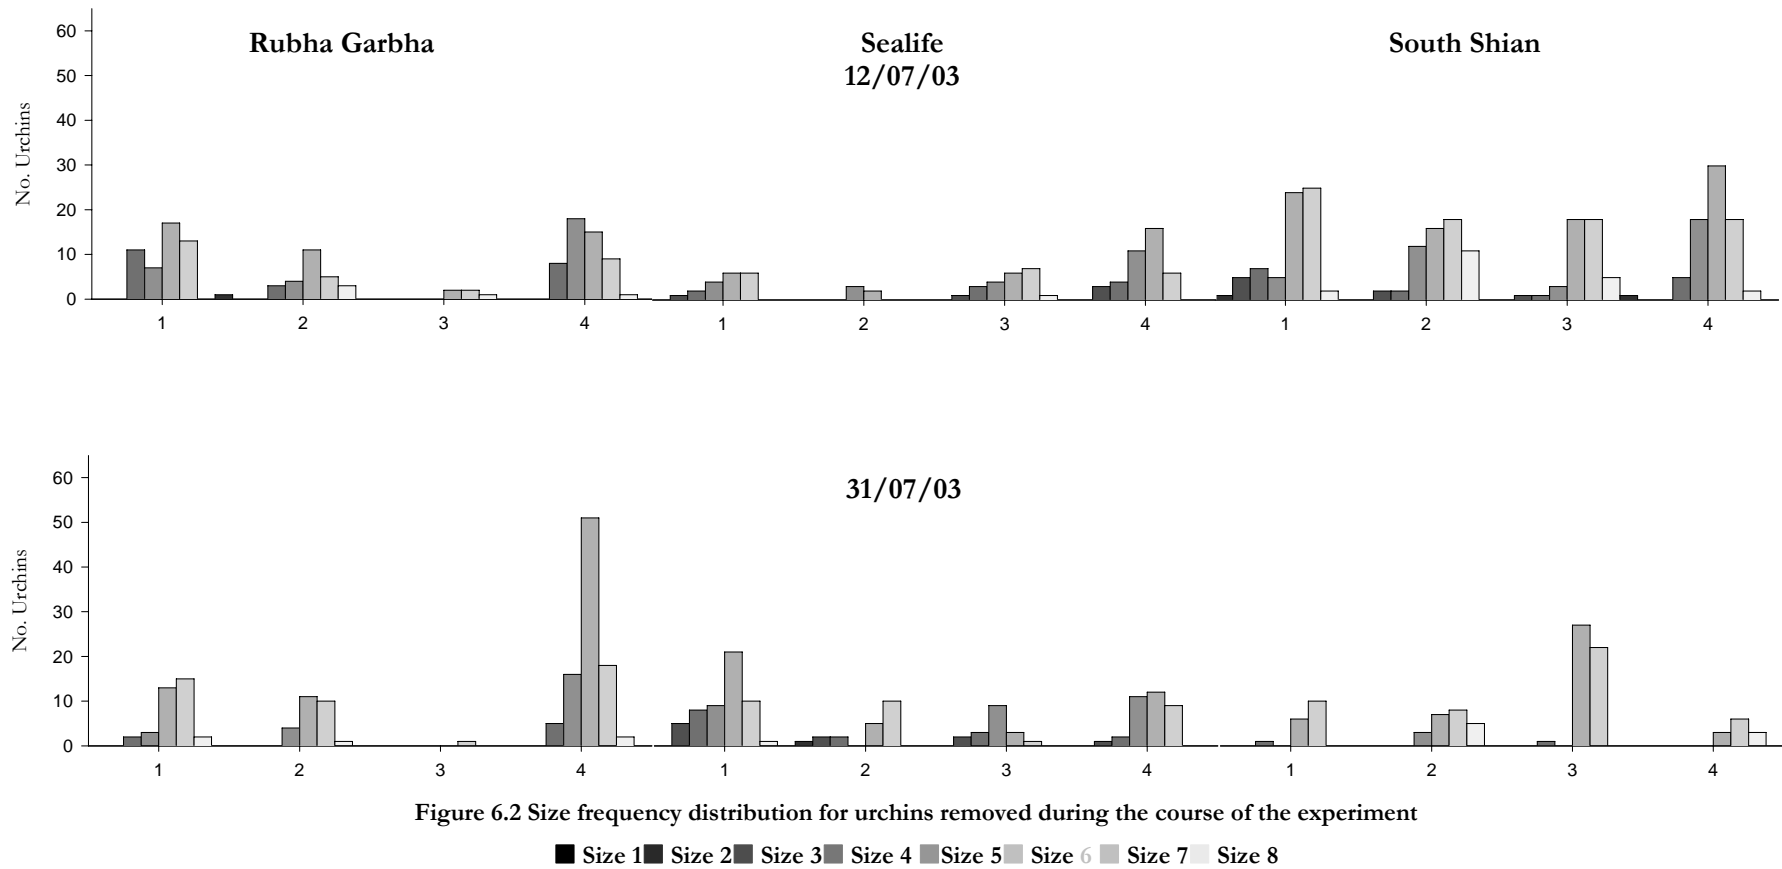 Rubha Garbha
Sealife
South Shian
12/07/03
No. Urchins
60
50
40
30
20
10
0
1 2 3 4 1 2 3 4 1 2 3 4
31/07/03
No. Urchins
60
50
40
30
20
10
0
1 2 3 4 1 2 3 4 1 2 3 4
Figure 6.2 Size frequency distribution for urchins removed during the course of the experiment
Size 1 Size 2 Size 3 Size 4 Size 5 Size 6 Size 7 Size 8